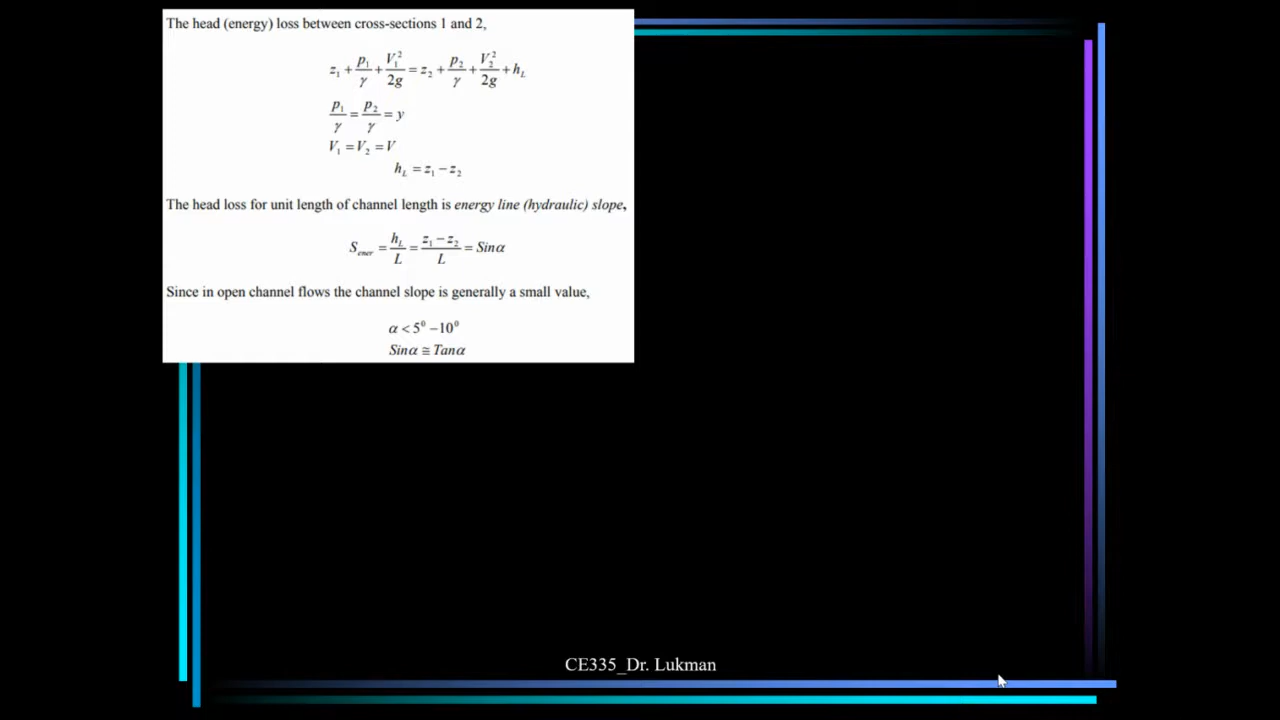 The head (energy) loss between cross-sections 1 and 2,
z₁ + p₁/γ + V₁²/2g = z₂ + p₂/γ + V₂²/2g + h_L
p₁/γ = p₂/γ = y
V₁ = V₂ = V
h_L = z₁ − z₂
The head loss for unit length of channel length is energy line (hydraulic) slope,
S_ener = h_L/L = (z₁ − z₂)/L = Sinα
Since in open channel flows the channel slope is generally a small value,
α < 5⁰ − 10⁰
Sinα ≅ Tanα
CE335_Dr. Lukman